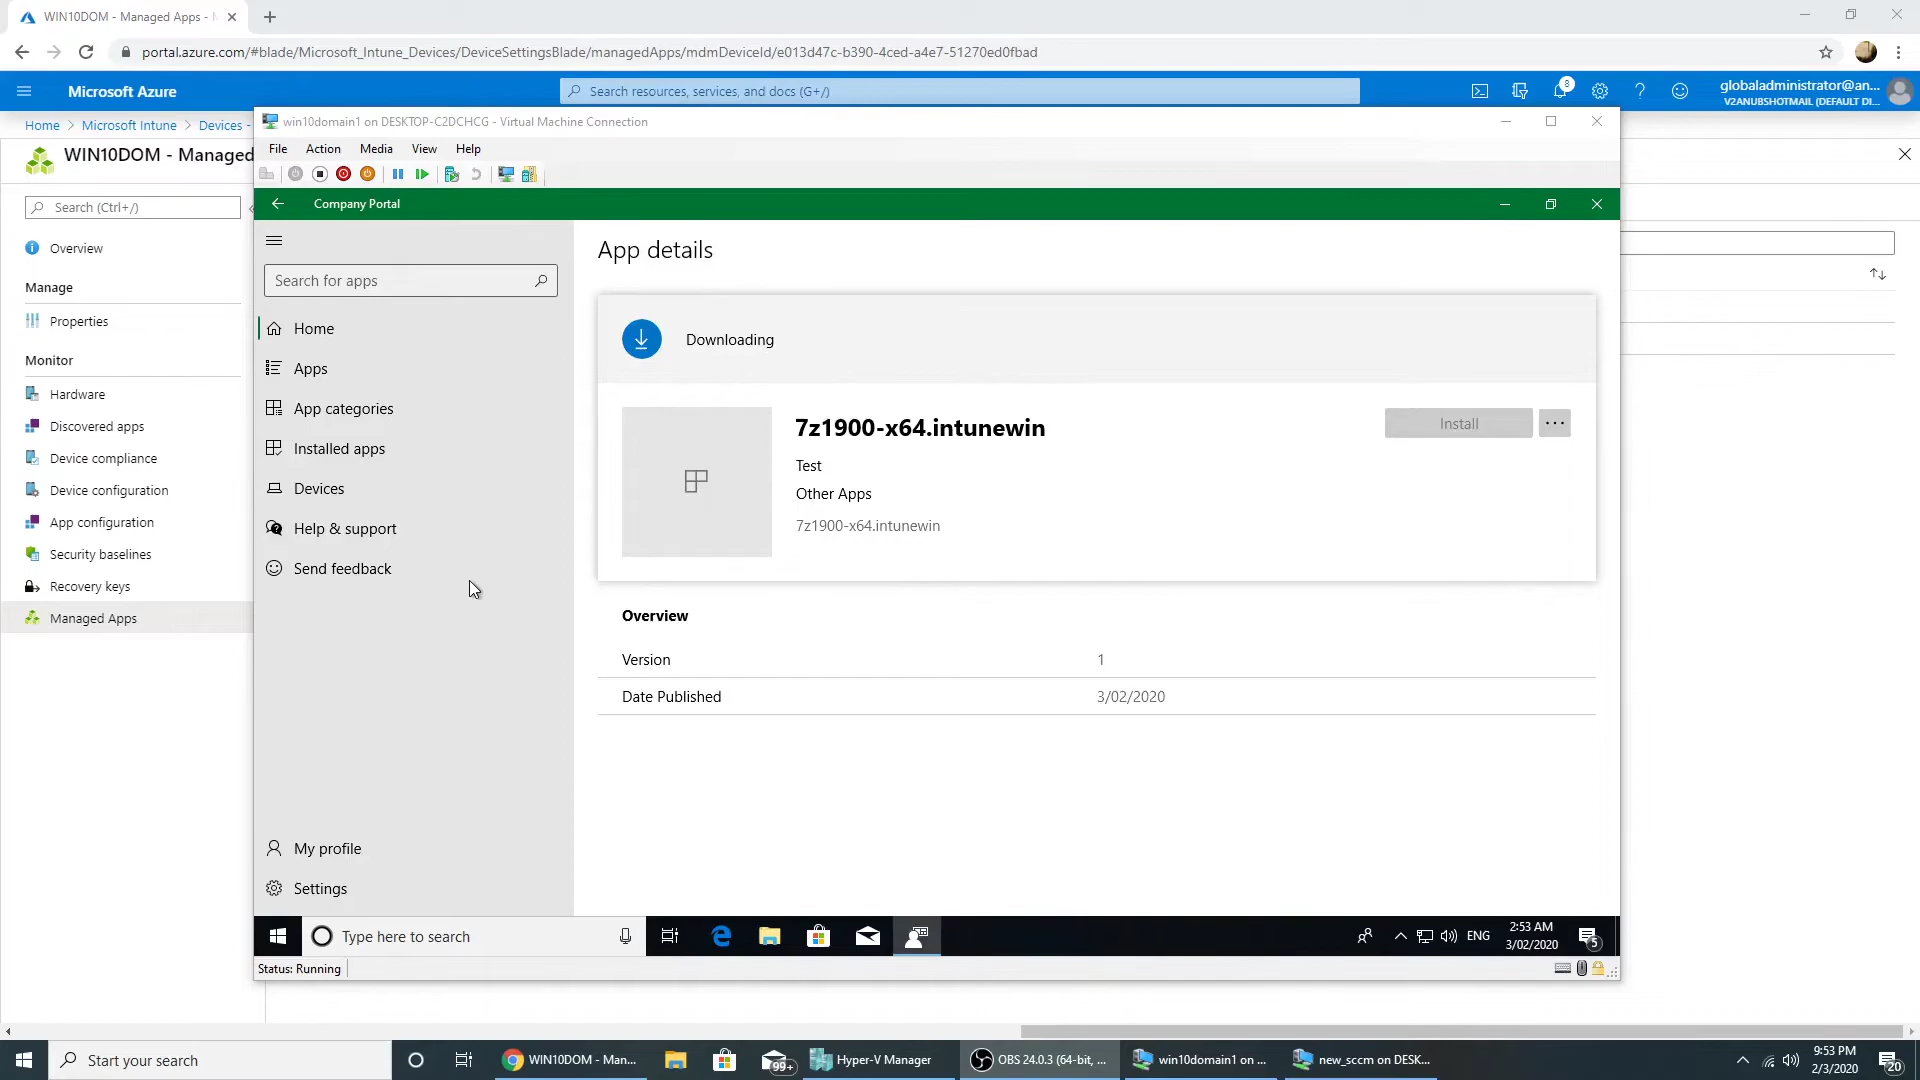 WIN10DOM - Managed Apps - M
portal.azure.com/#blade/Microsoft_Intune_Devices/DeviceSettingsBlade/managedApps/mdmDeviceId/e013d47c-b390-4ced-a4e7-51270ed0fbad
Microsoft Azure
Search resources, services, and docs (G+/)
8
globaladministrator@an...
V2ANUBSHOTMAIL (DEFAULT DI...
Home > Microsoft Intune > Devices -
WIN10DOM - Managed
Search (Ctrl+/)
Overview
Manage
Properties
Monitor
Hardware
Discovered apps
Device compliance
Device configuration
App configuration
Security baselines
Recovery keys
Managed Apps
win10domain1 on DESKTOP-C2DCHCG - Virtual Machine Connection
File Action Media View Help
Company Portal
Search for apps
Home
Apps
App categories
Installed apps
Devices
Help & support
Send feedback
My profile
Settings
App details
Downloading
7z1900-x64.intunewin
Install
Test
Other Apps
7z1900-x64.intunewin
Overview
Version 1
Date Published 3/02/2020
Type here to search
ENG
2:53 AM
3/02/2020
5
Status: Running
Start your search
WIN10DOM - Man...
99+
Hyper-V Manager
OBS 24.0.3 (64-bit, ...
win10domain1 on ...
new_sccm on DESK...
9:53 PM
2/3/2020
20